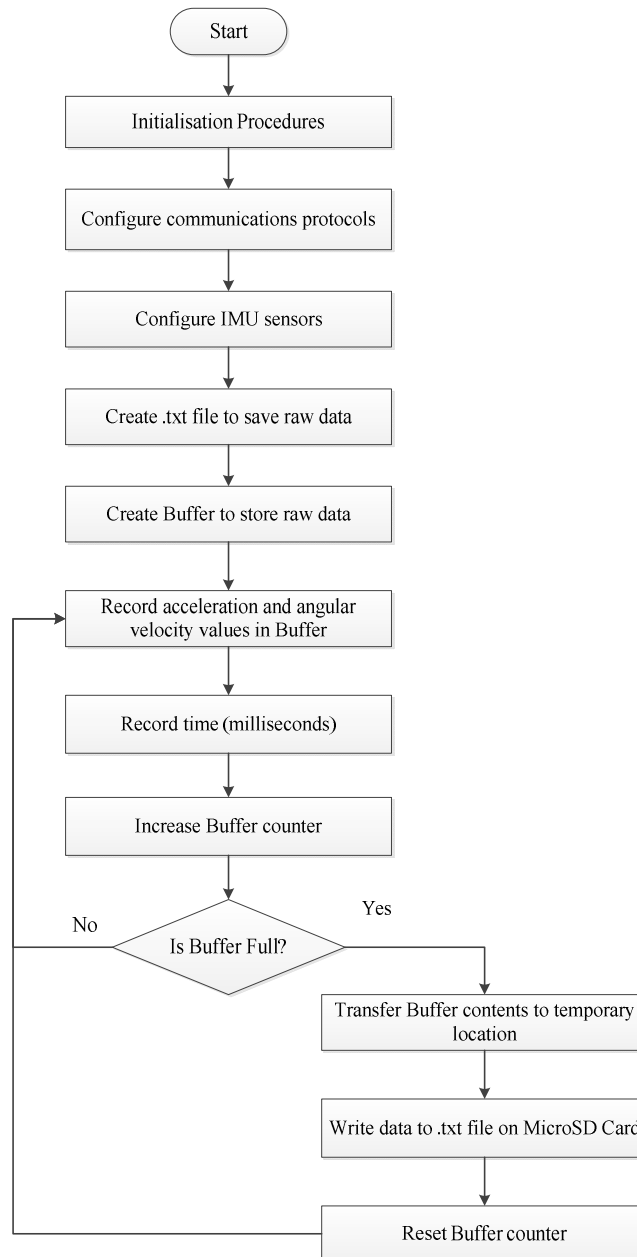 Start
Initialisation Procedures
Configure communications protocols
Configure IMU sensors
Create .txt file to save raw data
Create Buffer to store raw data
Record acceleration and angular
velocity values in Buffer
Record time (milliseconds)
Increase Buffer counter
No
Yes
Is Buffer Full?
Transfer Buffer contents to temporary
location
Write data to .txt file on MicroSD Card
Reset Buffer counter